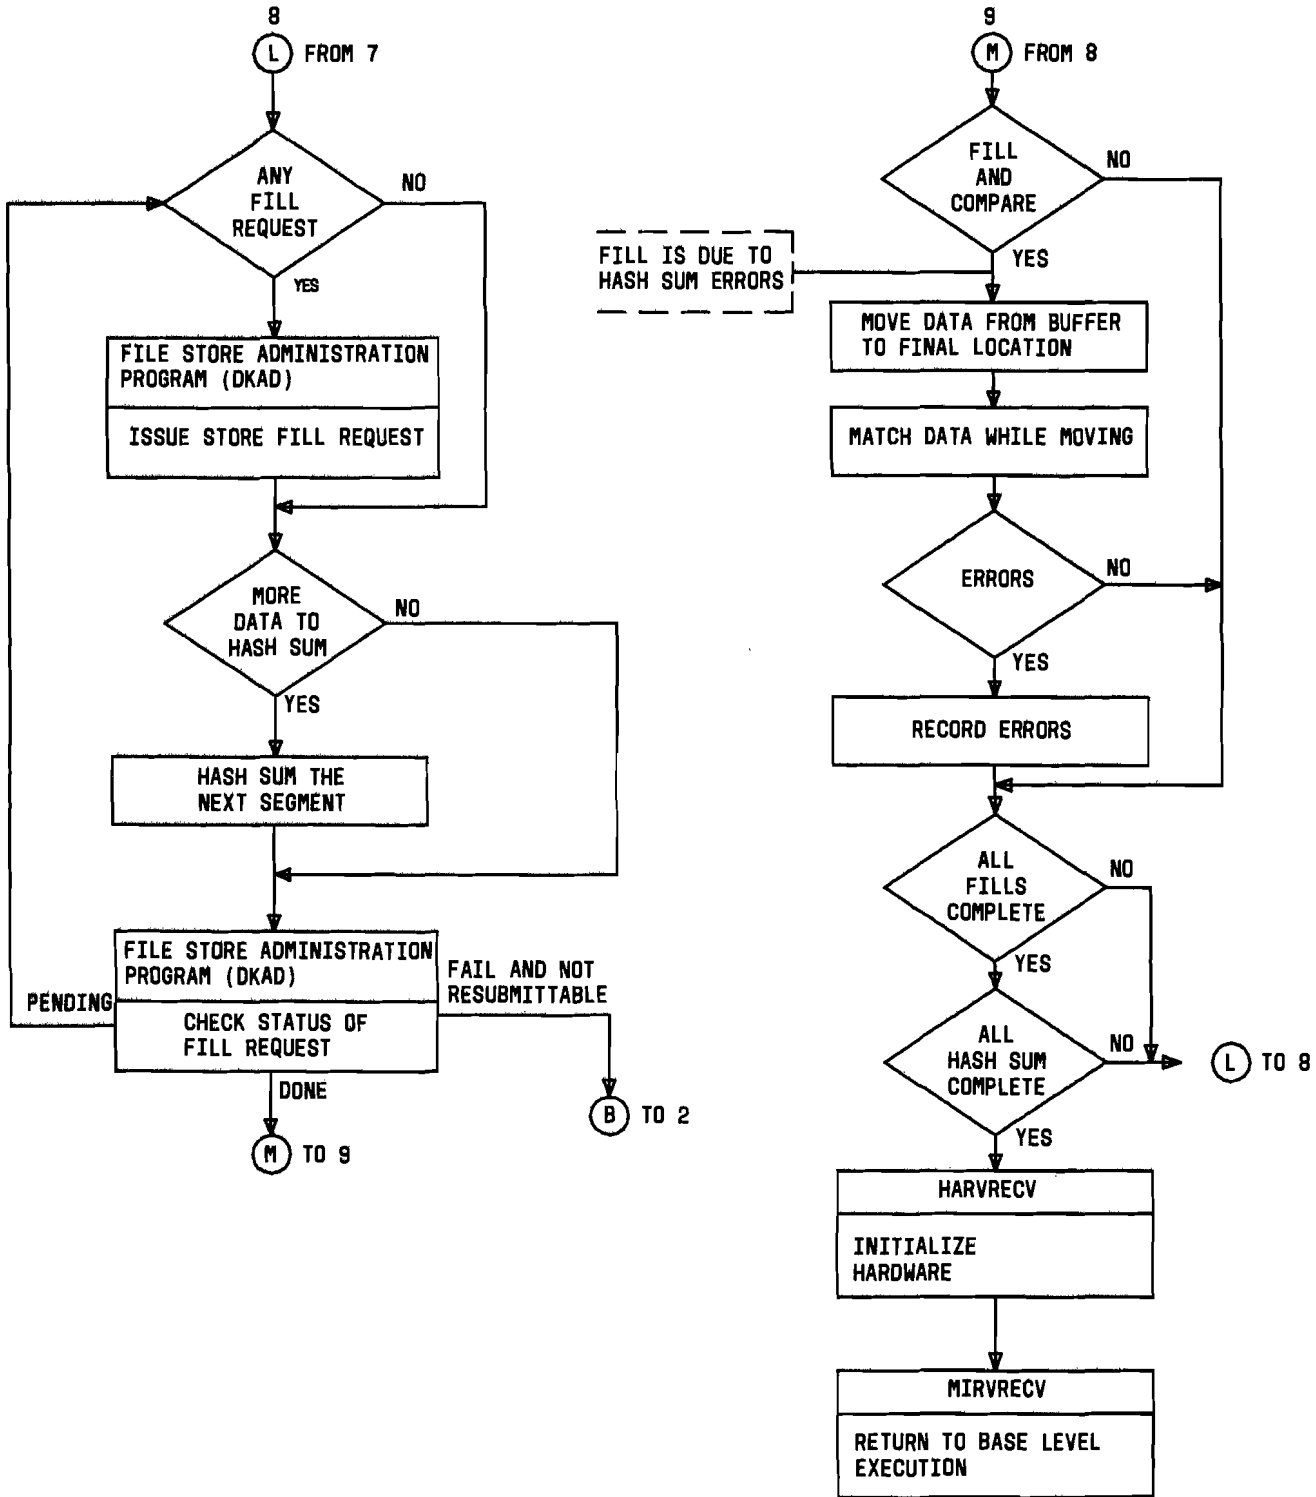 8
L FROM 7
ANY
FILL
REQUEST
NO
YES
FILE STORE ADMINISTRATION
PROGRAM (DKAD)
ISSUE STORE FILL REQUEST
MORE
DATA TO
HASH SUM
NO
YES
HASH SUM THE
NEXT SEGMENT
FILE STORE ADMINISTRATION
PROGRAM (DKAD)
CHECK STATUS OF
FILL REQUEST
PENDING
FAIL AND NOT
RESUBMITTABLE
DONE
B TO 2
M TO 9
9
M FROM 8
FILL
AND
COMPARE
NO
YES
FILL IS DUE TO
HASH SUM ERRORS
MOVE DATA FROM BUFFER
TO FINAL LOCATION
MATCH DATA WHILE MOVING
ERRORS
NO
YES
RECORD ERRORS
ALL
FILLS
COMPLETE
NO
YES
ALL
HASH SUM
COMPLETE
NO
L TO 8
YES
HARVRECV
INITIALIZE
HARDWARE
MIRVRECV
RETURN TO BASE LEVEL
EXECUTION